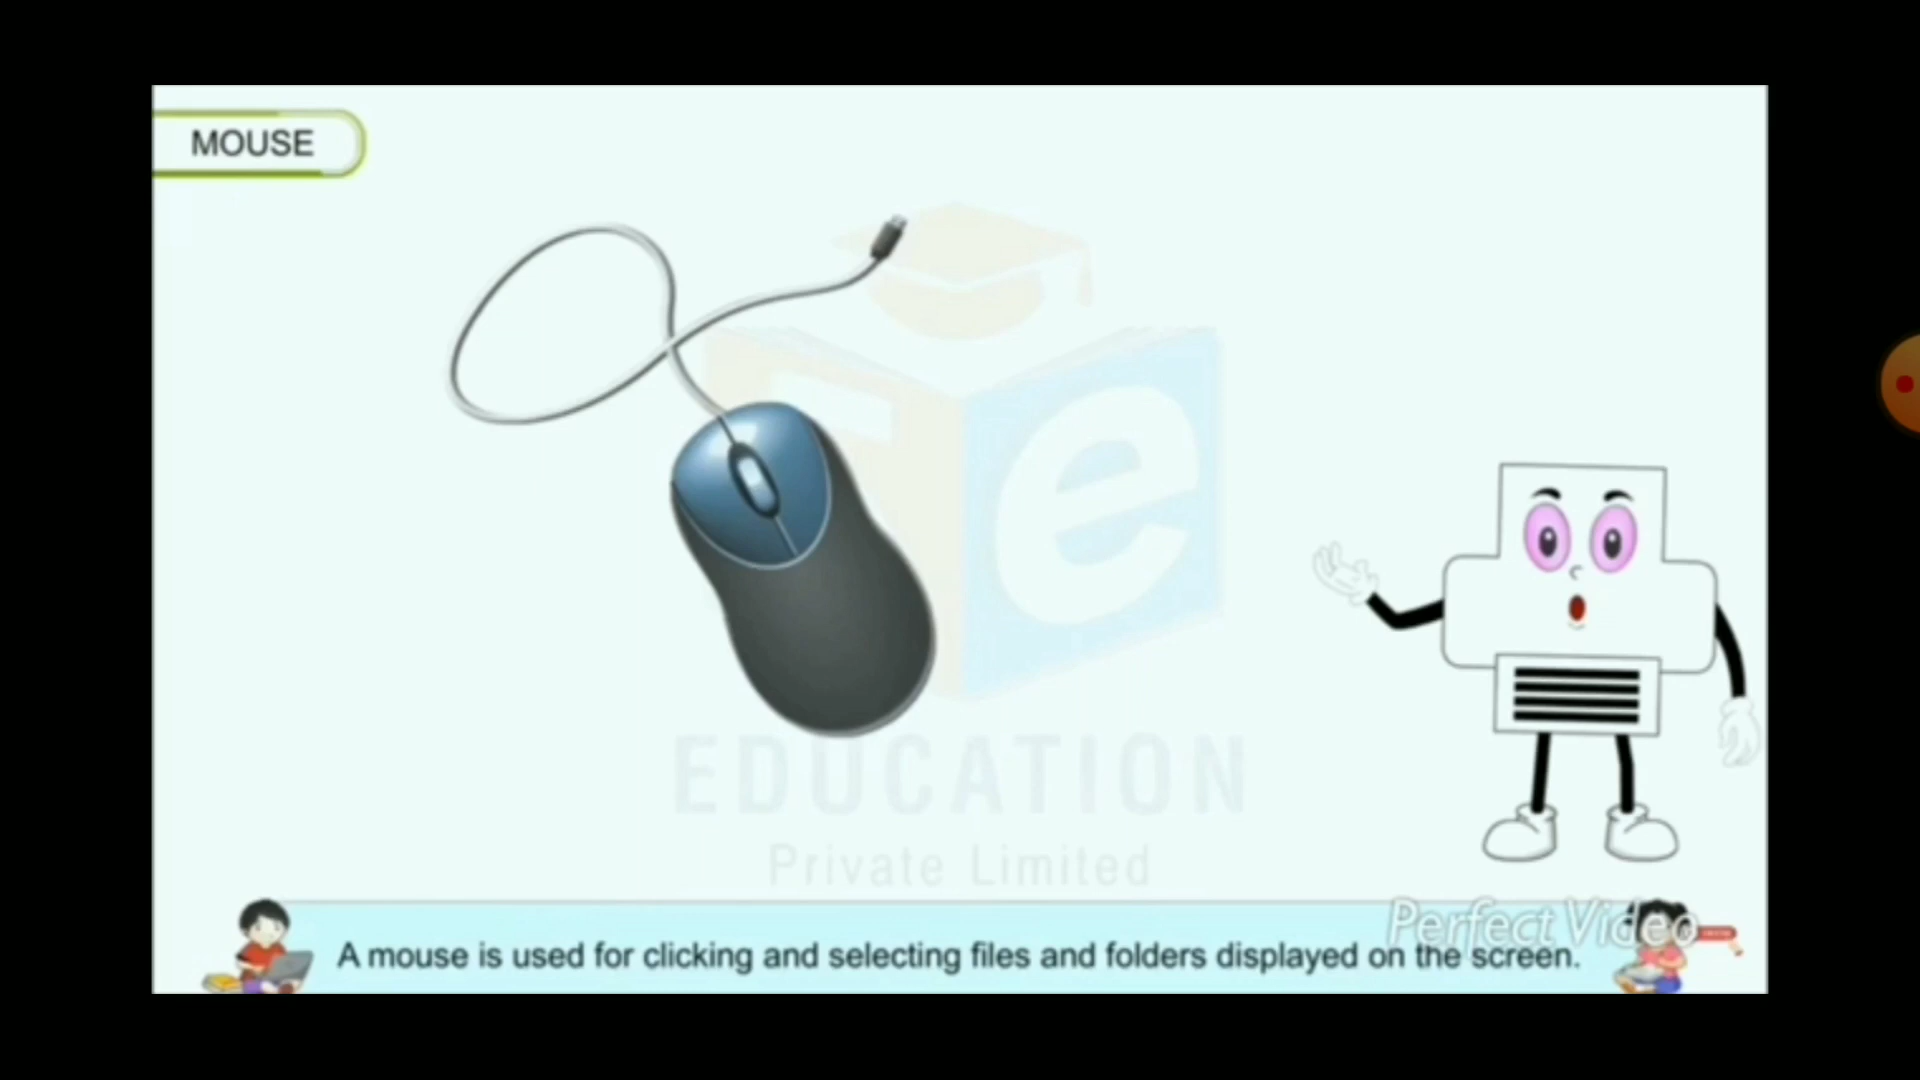 MOUSE
e
EDUCATION
Private Limited
Perfect Video
A mouse is used for clicking and selecting files and folders displayed on the screen.